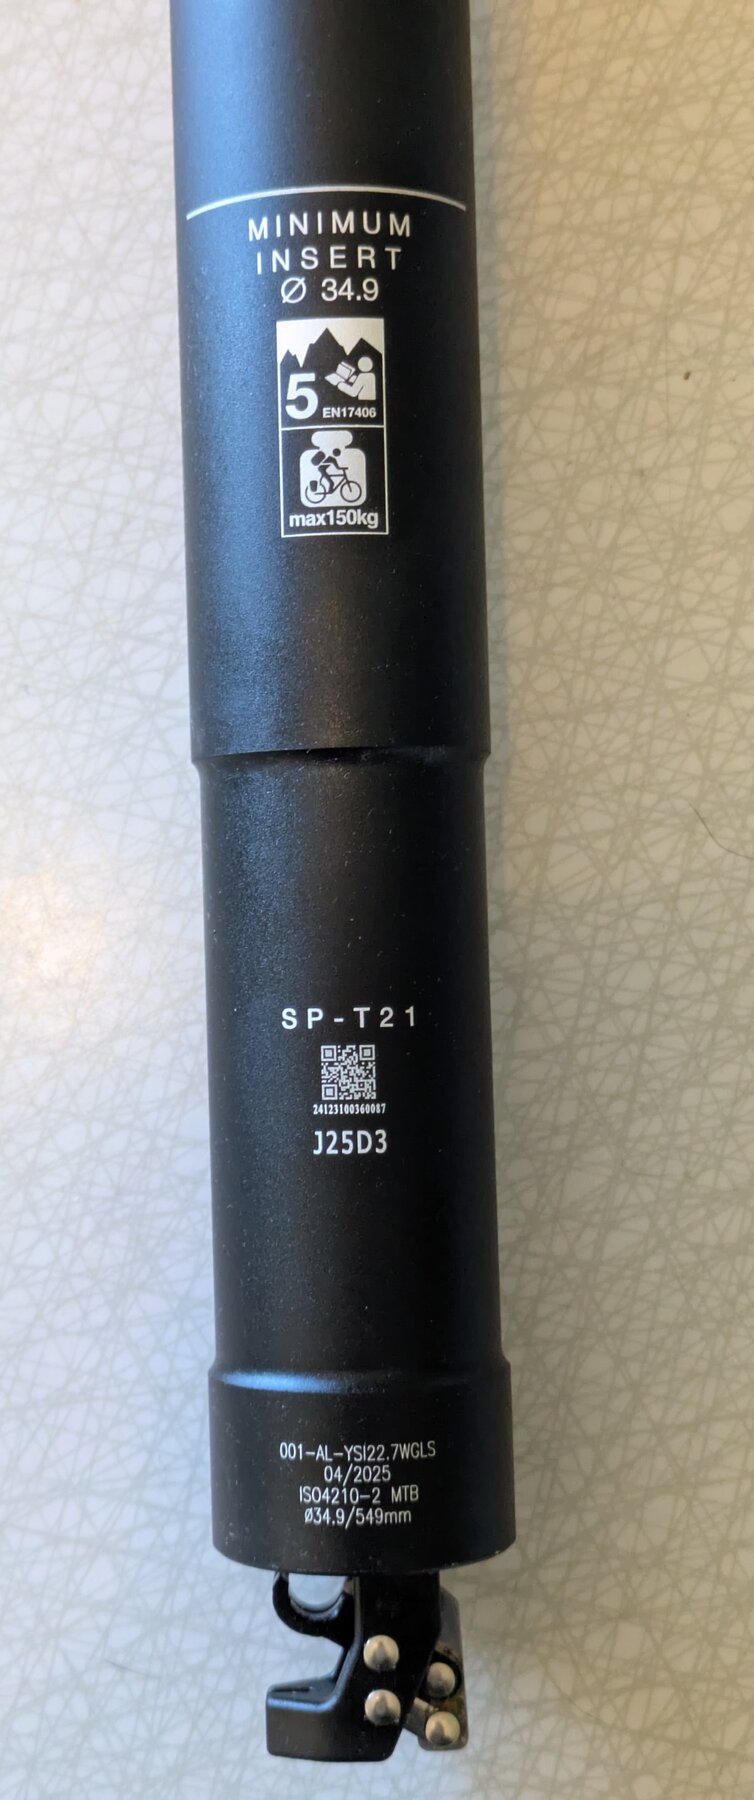 MINIMUM
INSERT
Ø 34.9
5 EN17406
max150kg
SP-T21
24123100360087
J25D3
001-AL-YSI22.7WGLS
04/2025
ISO4210-2 MTB
Ø34.9/549mm